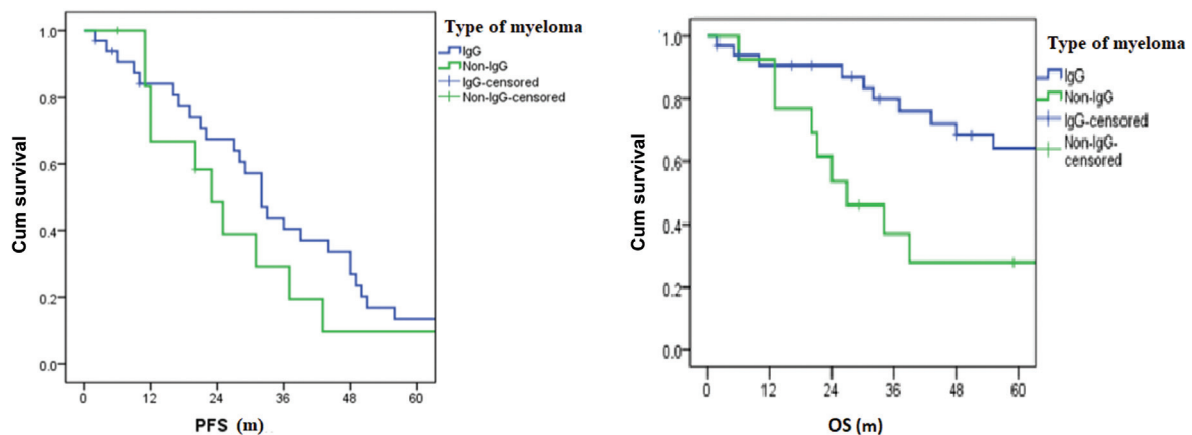 Type of myeloma
IgG
Non-IgG
IgG-censored
Non-IgG-censored
1.0
0.8
0.6
0.4
0.2
0.0
Cum survival
0 12 24 36 48 60
PFS (m)
Type of myeloma
IgG
Non-IgG
IgG-censored
Non-IgG-
censored
1.0
0.8
0.6
0.4
0.2
0.0
Cum survival
0 12 24 36 48 60
OS (m)